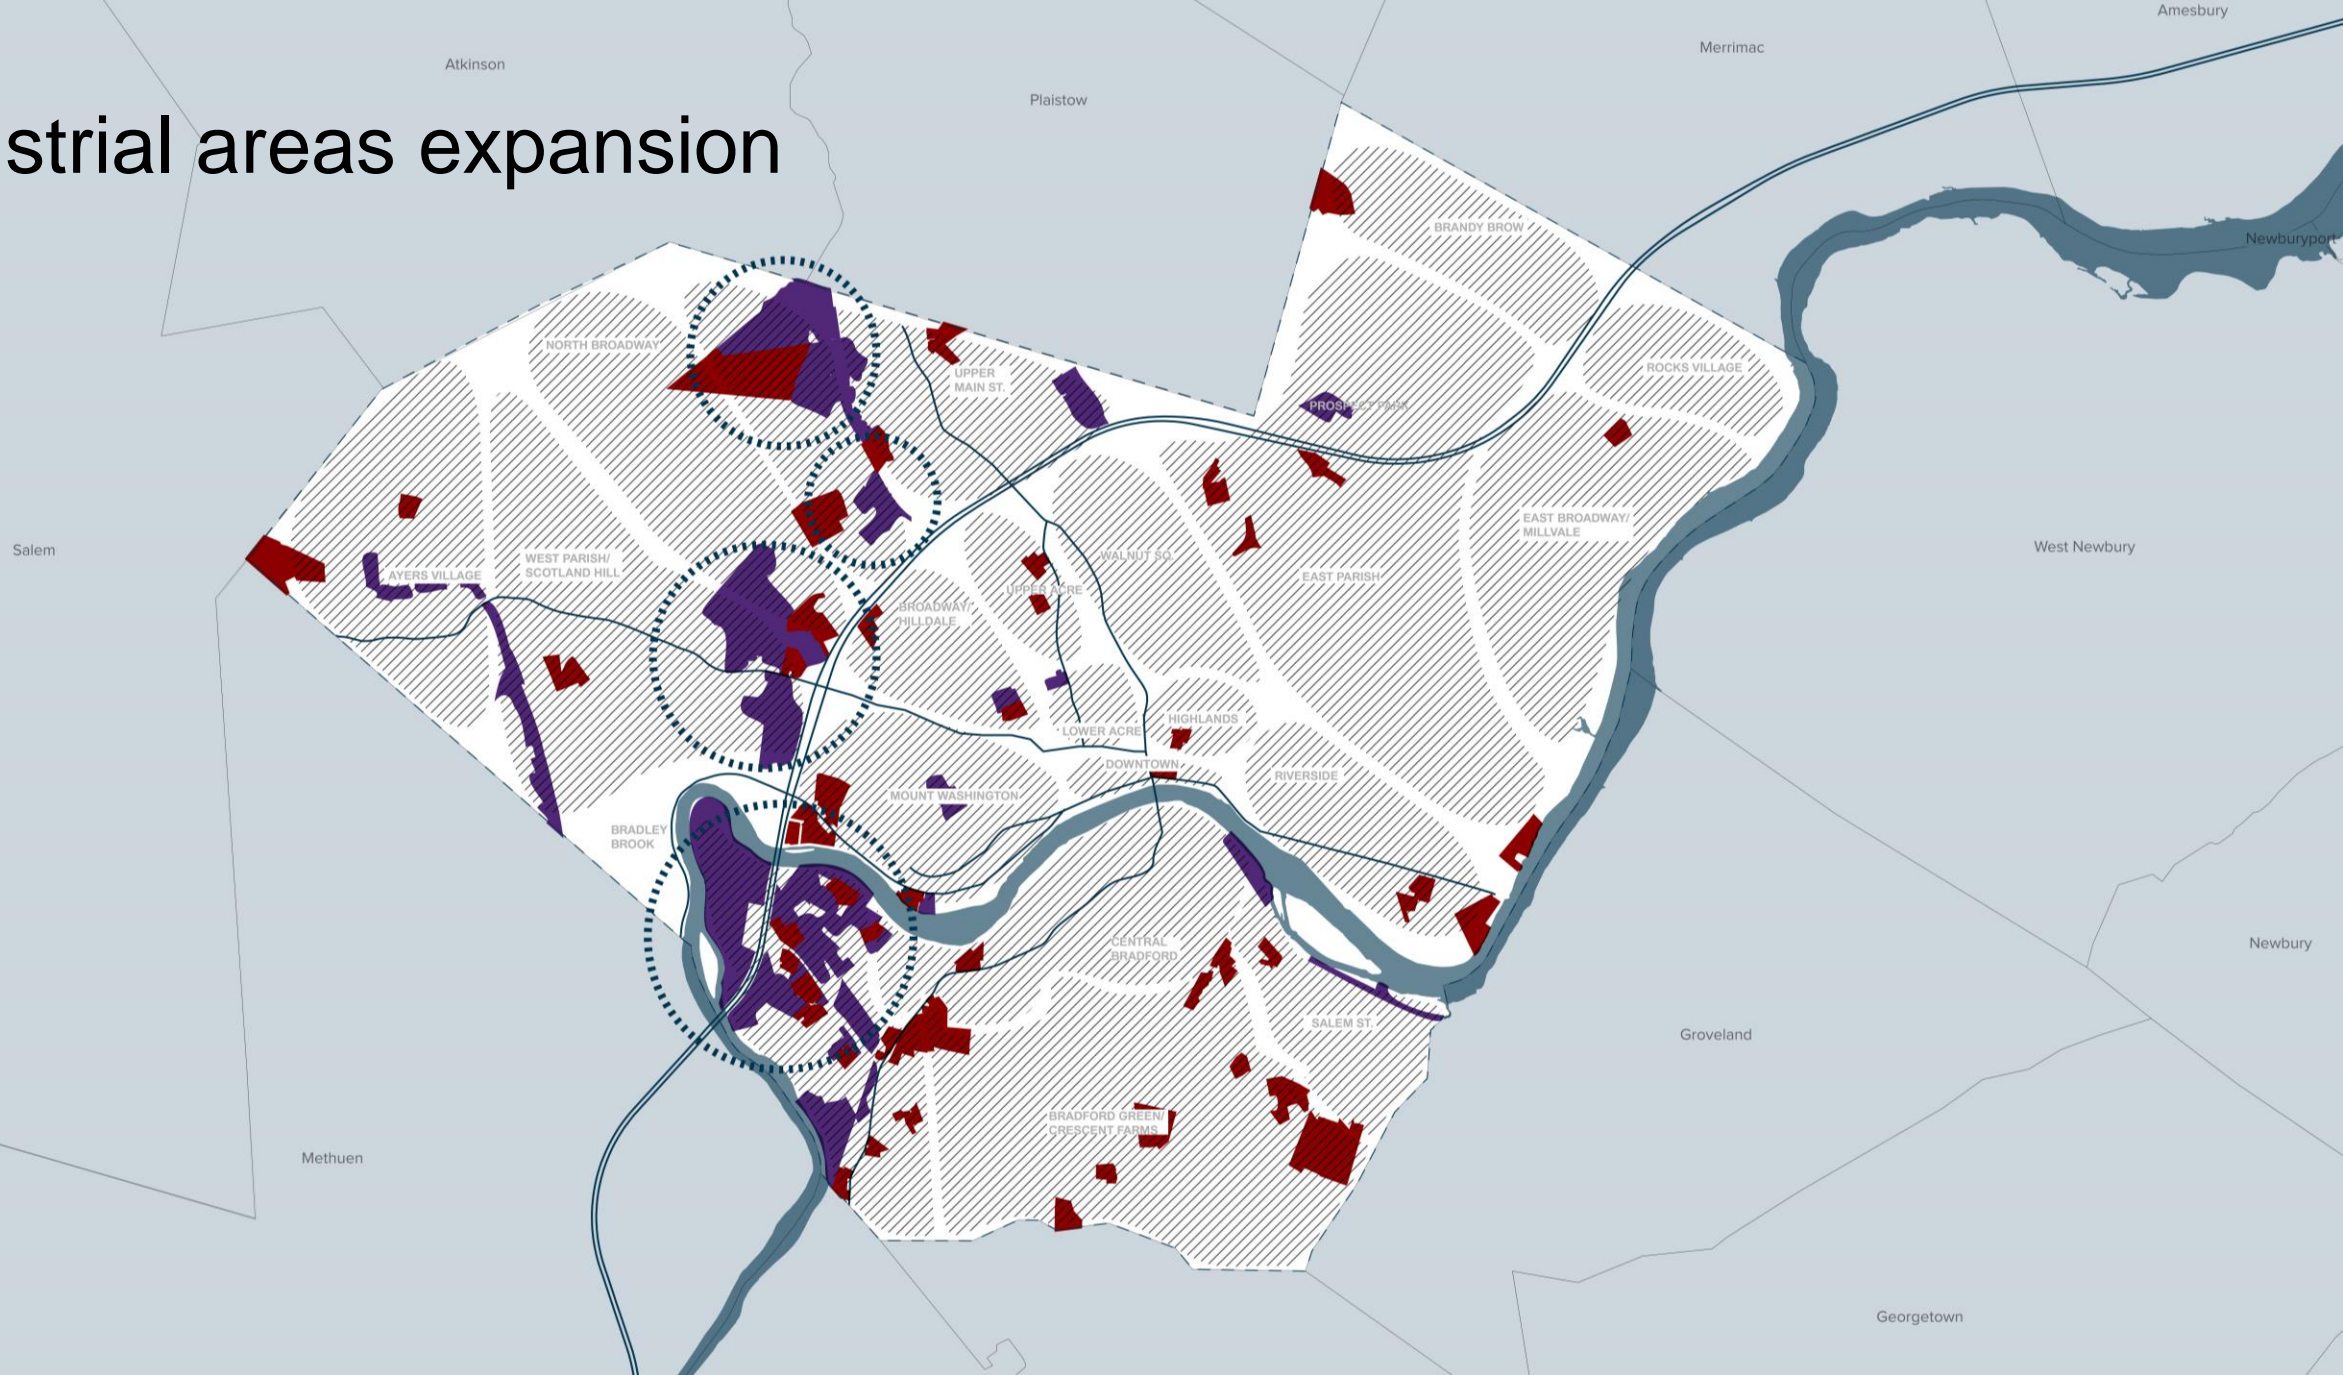 Amesbury
Merrimac
Atkinson
Plaistow
strial areas expansion
BRANDY BROW
Newburyport
NORTH BROADWAY
ROCKS VILLAGE
UPPER
MAIN ST.
PROSPECT PARK
Salem
EAST BROADWAY/
MILLVALE
West Newbury
WEST PARISH/
SCOTLAND HILL
WALNUT SQ.
AYERS VILLAGE
EAST PARISH
UPPER ACRE
BROADWAY/
HILLDALE
HIGHLANDS
LOWER ACRE
DOWNTOWN
RIVERSIDE
MOUNT WASHINGTON
BRADLEY
BROOK
CENTRAL
BRADFORD
Newbury
SALEM ST.
Groveland
BRADFORD GREEN/
CRESCENT FARMS
Methuen
Georgetown